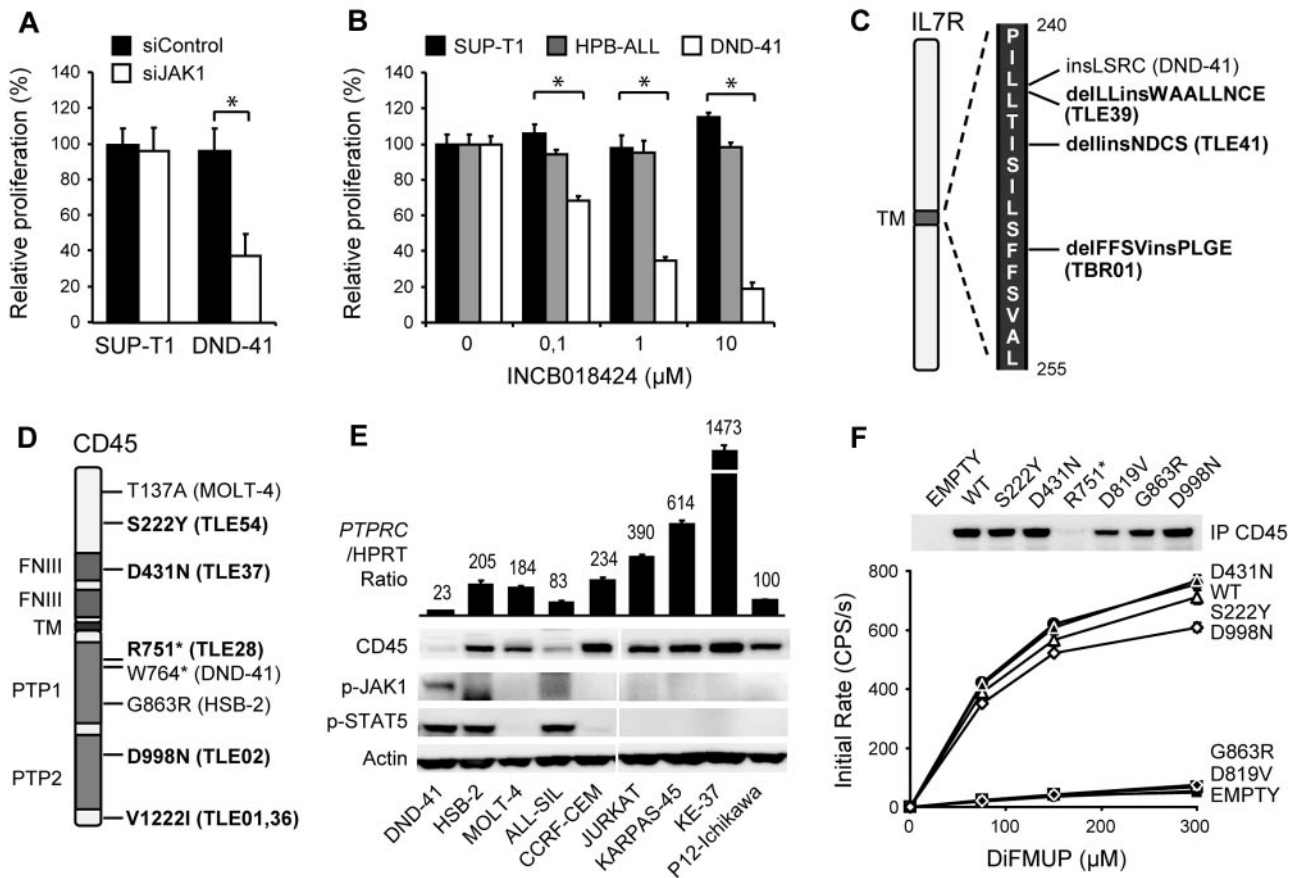 A
siControl
siJAK1
Relative proliferation (%)
140
120
100
80
60
40
20
0
*
SUP-T1 DND-41
B
SUP-T1 HPB-ALL DND-41
Relative proliferation (%)
140
120
100
80
60
40
20
0
* * *
0 0,1 1 10
INCB018424 (µM)
C
IL7R
TM
240
P
I
L
L
T
I
S
I
L
S
F
F
S
V
A
L
255
insLSRC (DND-41)
delLLinsWAALLNCE
(TLE39)
delIinsNDCS (TLE41)
delFFSVinsPLGE
(TBR01)
D
CD45
FNIII
FNIII
TM
PTP1
PTP2
T137A (MOLT-4)
S222Y (TLE54)
D431N (TLE37)
R751* (TLE28)
W764* (DND-41)
G863R (HSB-2)
D998N (TLE02)
V1222I (TLE01,36)
E
PTPRC
/HPRT
Ratio
23 205 184 83 234 390 614 1473 100
CD45
p-JAK1
p-STAT5
Actin
DND-41
HSB-2
MOLT-4
ALL-SIL
CCRF-CEM
JURKAT
KARPAS-45
KE-37
P12-Ichikawa
F
EMPTY
WT
S222Y
D431N
R751*
D819V
G863R
D998N
IP CD45
Initial Rate (CPS/s)
800
600
400
200
0
D431N
WT
S222Y
D998N
G863R
D819V
EMPTY
0 100 200 300
DiFMUP (µM)